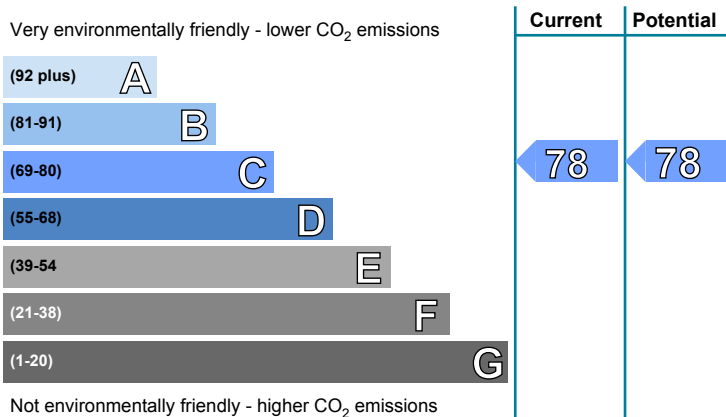 Current Potential
Very environmentally friendly - lower CO2 emissions
(92 plus) A
(81-91) B
(69-80) C 78 78
(55-68) D
(39-54 E
(21-38) F
(1-20) G
Not environmentally friendly - higher CO2 emissions